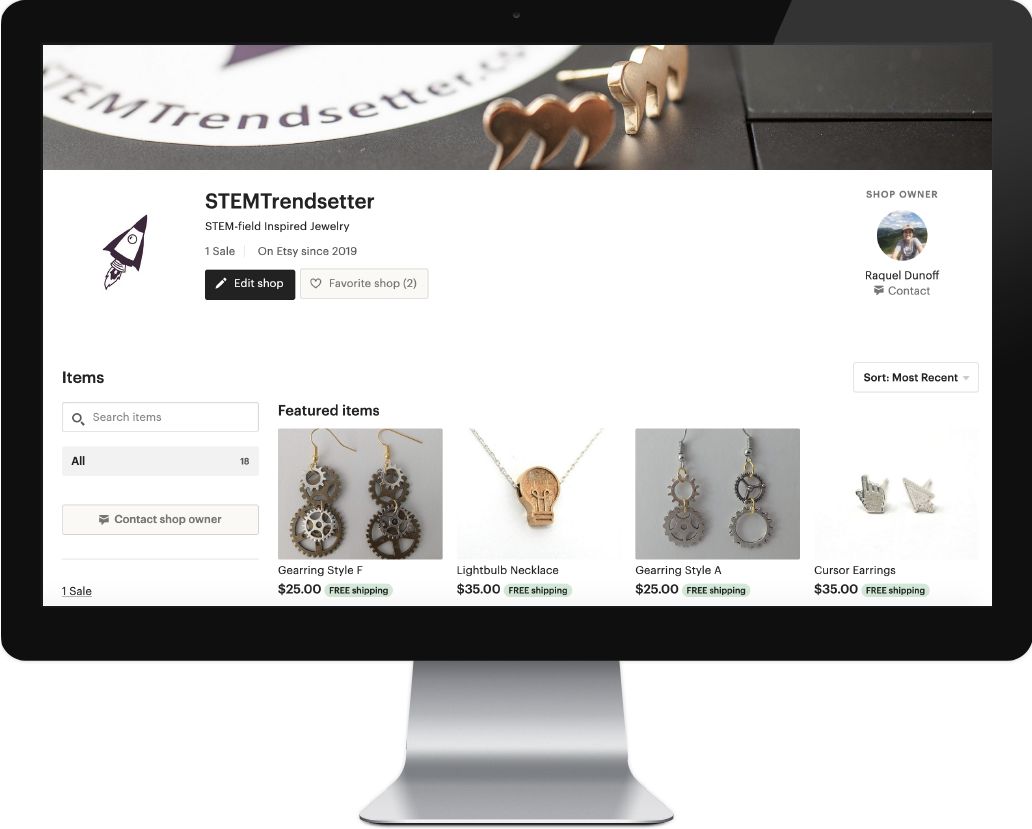 STEMTrendsetter.co
STEMTrendsetter
STEM-field Inspired Jewelry
1 Sale
On Etsy since 2019
Edit shop
Favorite shop (2)
SHOP OWNER
Raquel Dunoff
Contact
Items
Sort: Most Recent
Search items
All
18
Contact shop owner
1 Sale
Featured items
Gearring Style F
$25.00 FREE shipping
Lightbulb Necklace
$35.00 FREE shipping
Gearring Style A
$25.00 FREE shipping
Cursor Earrings
$35.00 FREE shipping